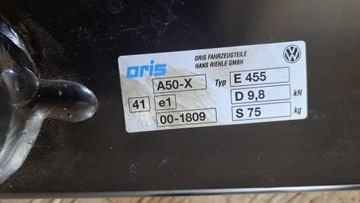 oris
ORIS FAHRZEUGTEILE
HANS RIEHLE GMBH
A50-X Typ E 455
41 e1 D 9,8 kN
00-1809 S 75 kg